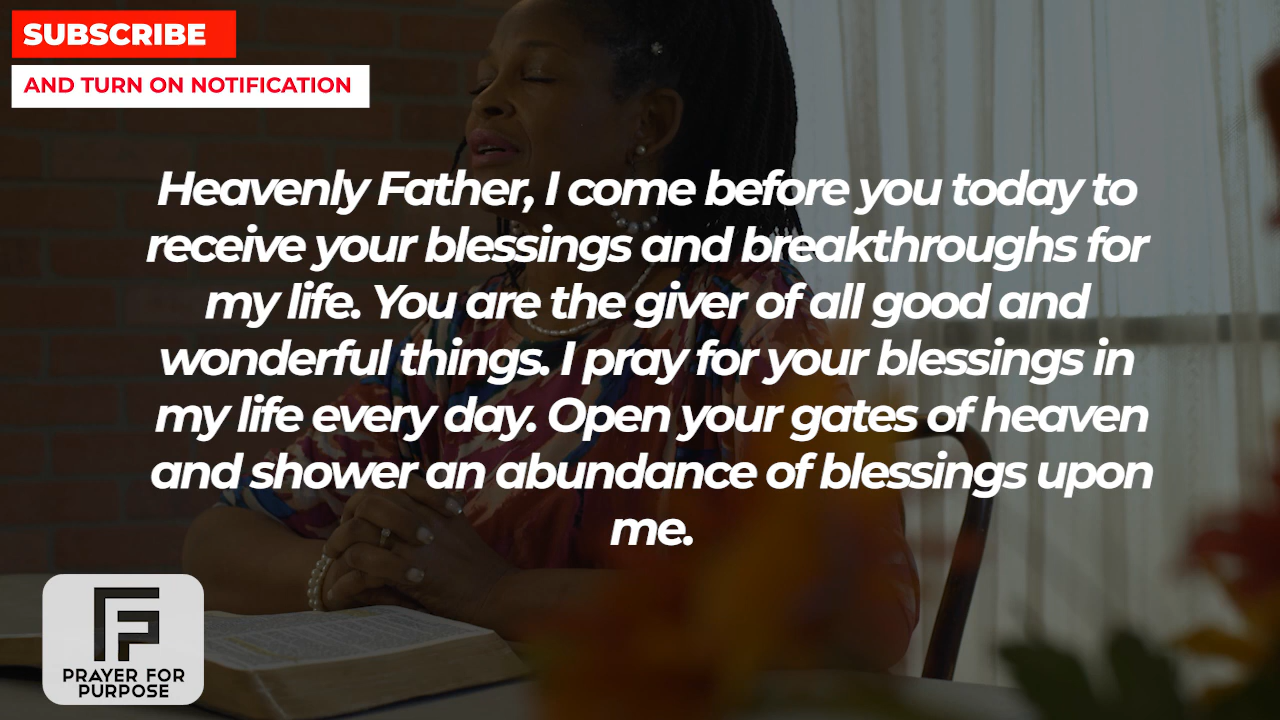 SUBSCRIBE
AND TURN ON NOTIFICATION
Heavenly Father, I come before you today to
receive your blessings and breakthroughs for
my life. You are the giver of all good and
wonderful things. I pray for your blessings in
my life every day. Open your gates of heaven
and shower an abundance of blessings upon
me.
PRAYER FOR
PURPOSE